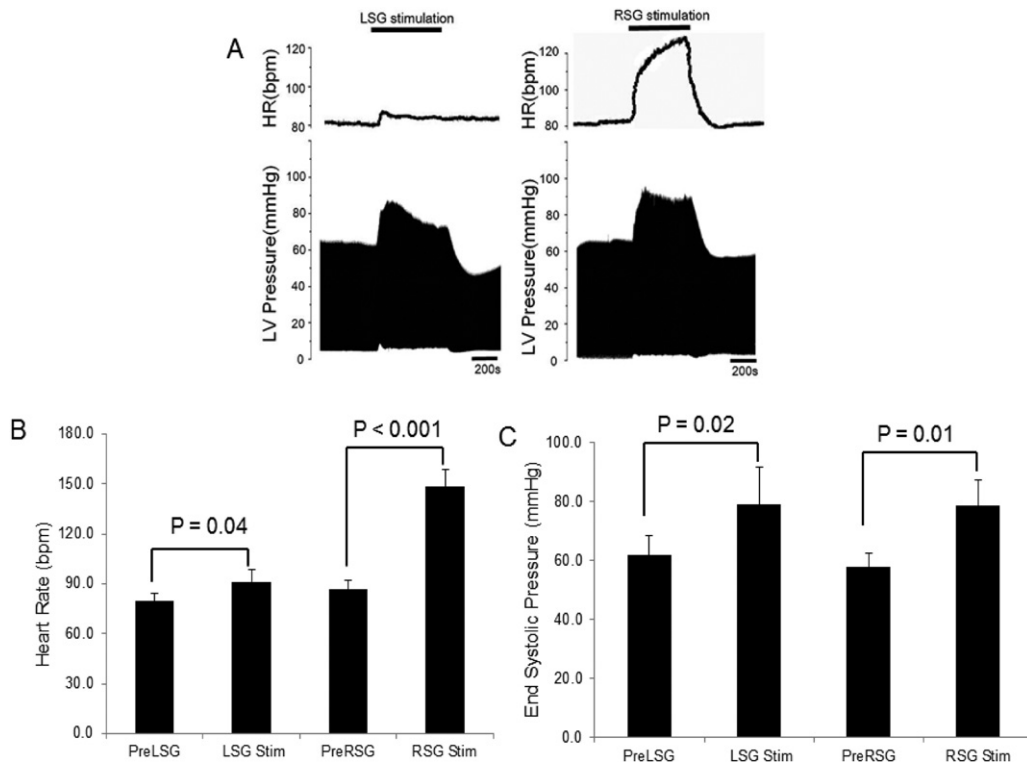 LSG stimulation
RSG stimulation
A
HR(bpm)
120
100
80
HR(bpm)
120
100
80
LV Pressure(mmHg)
120
100
80
60
40
20
0
200s
LV Pressure(mmHg)
120
100
80
60
40
20
0
200s
B
Heart Rate (bpm)
180.0
150.0
120.0
90.0
60.0
30.0
0.0
P = 0.04
P < 0.001
PreLSG LSG Stim PreRSG RSG Stim
C
End Systolic Pressure (mmHg)
100.0
80.0
60.0
40.0
20.0
0.0
P = 0.02
P = 0.01
PreLSG LSG Stim PreRSG RSG Stim